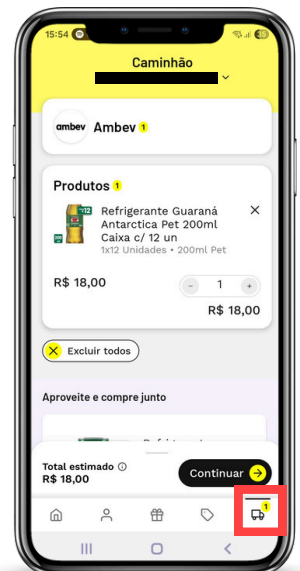 15:54
Caminhão
ambev Ambev 1
Produtos 1
Refrigerante Guaraná
Antarctica Pet 200ml
Caixa c/ 12 un
1x12 Unidades • 200ml Pet
R$ 18,00
- 1 +
R$ 18,00
Excluir todos
Aproveite e compre junto
Total estimado
R$ 18,00
Continuar
1